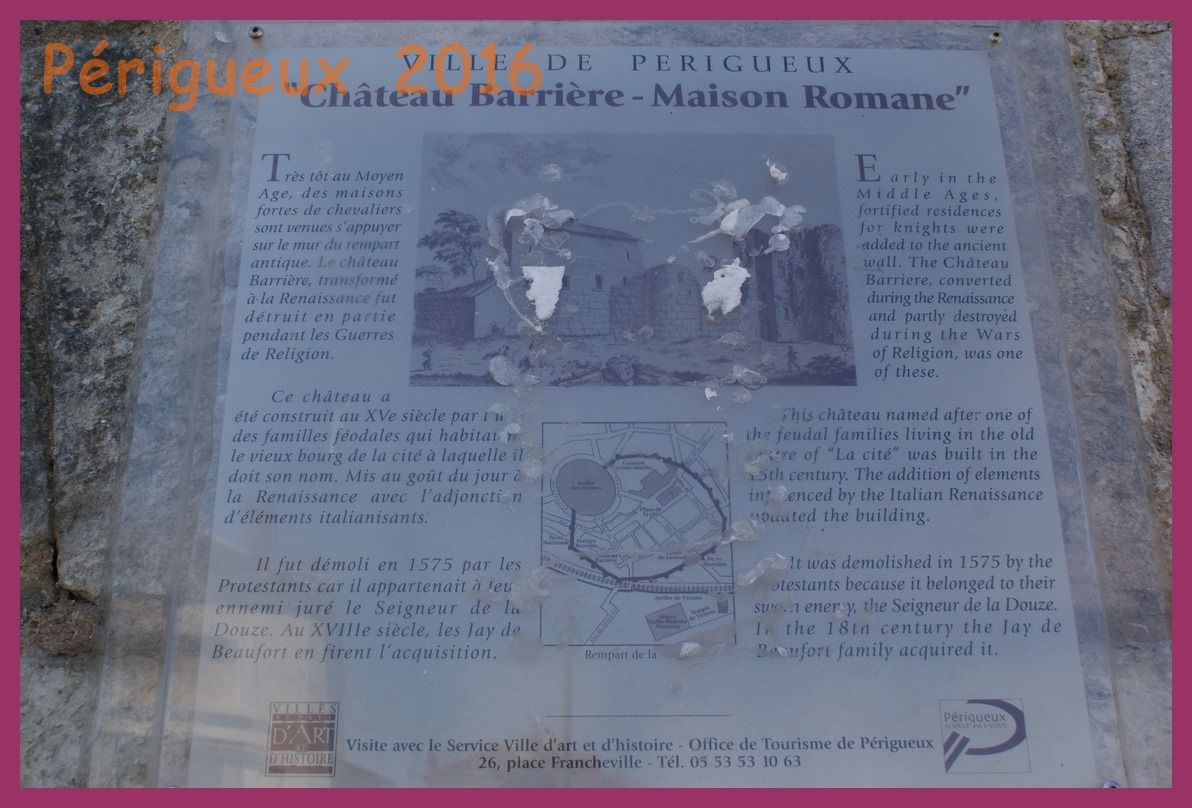 Périgueux 2016
VILLE DE PERIGUEUX
"Château Barrière - Maison Romane"
Très tôt au Moyen
Age, des maisons
fortes de chevaliers
sont venues s'appuyer
sur le mur du rempart
antique. Le château
Barrière, transformé
à la Renaissance fut
détruit en partie
pendant les Guerres
de Religion.
Ce château a
été construit au XVe siècle par
des familles féodales qui
le vieux bourg de la cité à laquelle il
doit son nom. Mis au goût du jour à
la Renaissance avec
d'éléments italianisants.
Il fut démoli en 1575 par les
Protestants car il appartenait à leur
ennemi juré le Seigneur de la
Douze. Au XVIIIe siècle, les Jay de
Beaufort en firent l'acquisition.
Early in the
Middle Ages,
fortified residences
for knights were
added to the ancient
wall. The Château
Barriere, converted
during the Renaissance
and partly destroyed
during the Wars
of Religion, was one
of these.
This château named after one of
the feudal families living in the old
of "La cité" was built in the
15th century. The addition of elements
by the Italian Renaissance
updated the building.
It was demolished in 1575 by the
because it belonged to their
enemy, the Seigneur de la Douze.
In the 18th century the Jay de
Beaufort family acquired it.
Jardin
des Arènes
Place de
la cité
Maison
Romane
Jardin de Vésone
Rempart de la
VILLES
D'ART
ET
D'HISTOIRE
Visite avec le Service Ville d'art et d'histoire - Office de Tourisme de Périgueux
26, place Francheville - Tél. 05 53 53 10 63
Périgueux